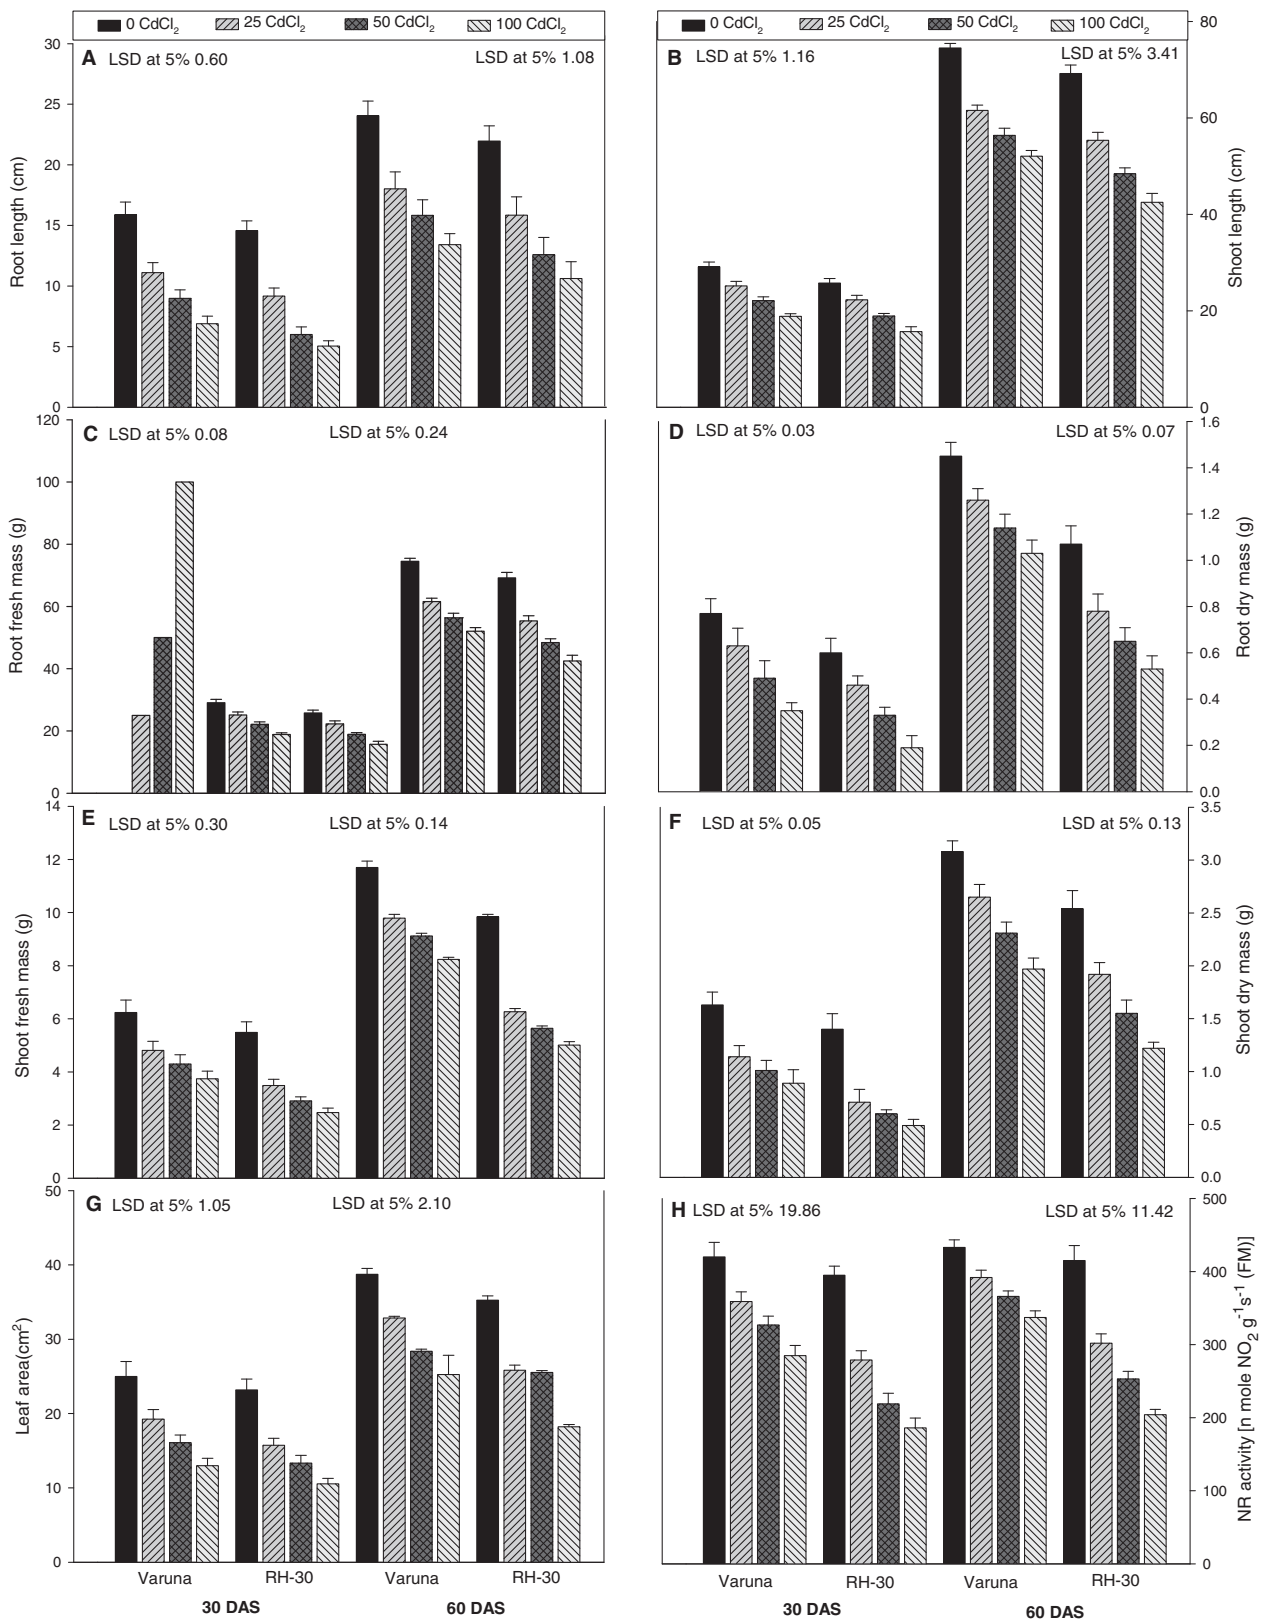 0 CdCl2 25 CdCl2 50 CdCl2 100 CdCl2
0 CdCl2 25 CdCl2 50 CdCl2 100 CdCl2
A LSD at 5% 0.60 LSD at 5% 1.08
30
25
20
15
10
5
0
Root length (cm)
B LSD at 5% 1.16 LSD at 5% 3.41
80
60
40
20
0
Shoot length (cm)
C LSD at 5% 0.08 LSD at 5% 0.24
120
100
80
60
40
20
0
Root fresh mass (g)
D LSD at 5% 0.03 LSD at 5% 0.07
1.6
1.4
1.2
1.0
0.8
0.6
0.4
0.2
0.0
Root dry mass (g)
E LSD at 5% 0.30 LSD at 5% 0.14
14
12
10
8
6
4
2
0
Shoot fresh mass (g)
F LSD at 5% 0.05 LSD at 5% 0.13
3.5
3.0
2.5
2.0
1.5
1.0
0.5
0.0
Shoot dry mass (g)
G LSD at 5% 1.05 LSD at 5% 2.10
50
40
30
20
10
0
Leaf area(cm2)
Varuna RH-30 Varuna RH-30
30 DAS 60 DAS
H LSD at 5% 19.86 LSD at 5% 11.42
500
400
300
200
100
0
NR activity [n mole NO2 g-1s-1 (FM)]
Varuna RH-30 Varuna RH-30
30 DAS 60 DAS